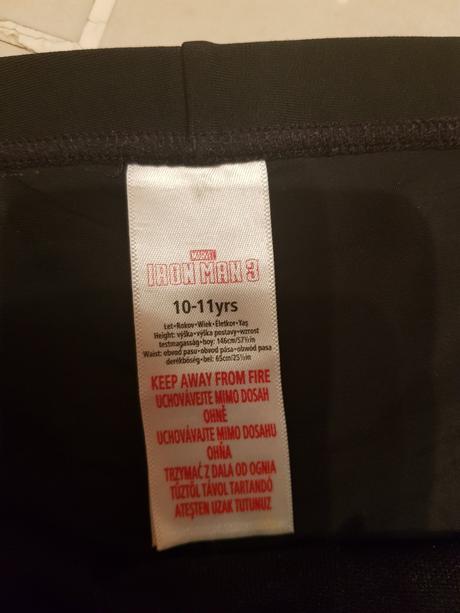 MARVEL
IRON MAN 3
10-11yrs
Let•Rokov•Wiek•Életkor•Yaş
Height: výška•výška postavy•wzrost
testmagasság•boy: 146cm/57½in
Waist: obvod pasu•obvod pása•obwód pasa
derékbőség•bel: 65cm/25½in
KEEP AWAY FROM FIRE
UCHOVÁVEJTE MIMO DOSAH
OHNĚ
UCHOVÁVAJTE MIMO DOSAHU
OHŇA
TRZYMAĆ Z DALA OD OGNIA
TŰZTŐL TÁVOL TARTANDÓ
ATEŞTEN UZAK TUTUNUZ